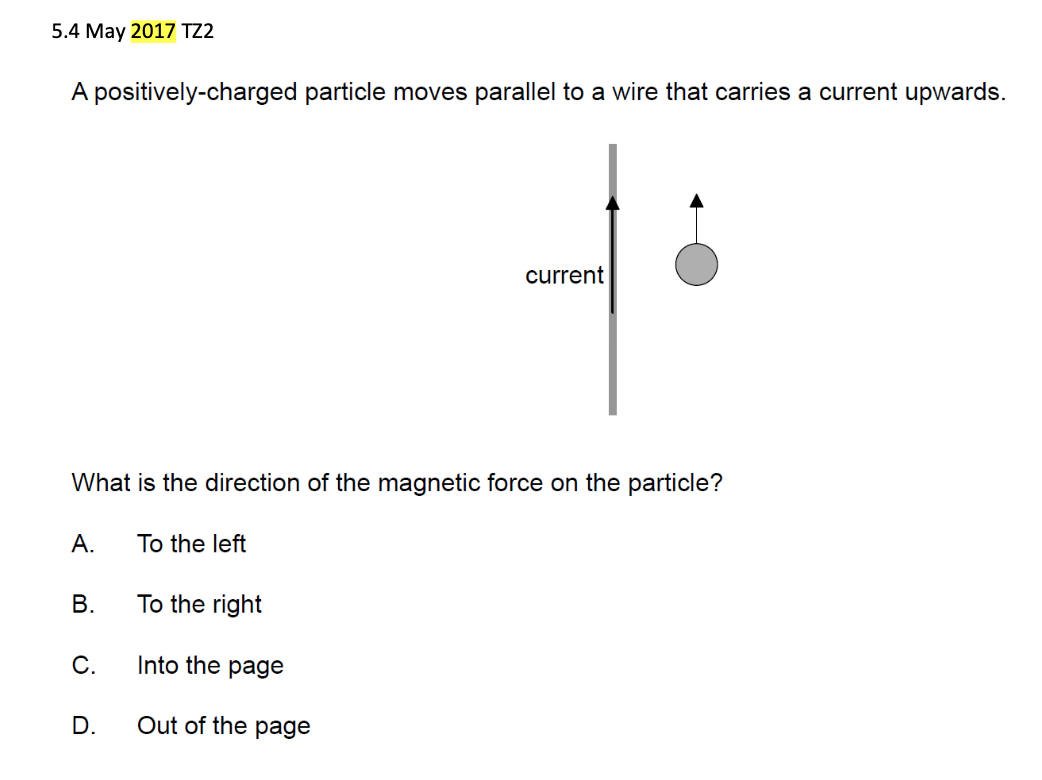 5.4 May 2017 TZ2
A positively-charged particle moves parallel to a wire that carries a current upwards.
current
What is the direction of the magnetic force on the particle?
A. To the left
B. To the right
C. Into the page
D. Out of the page